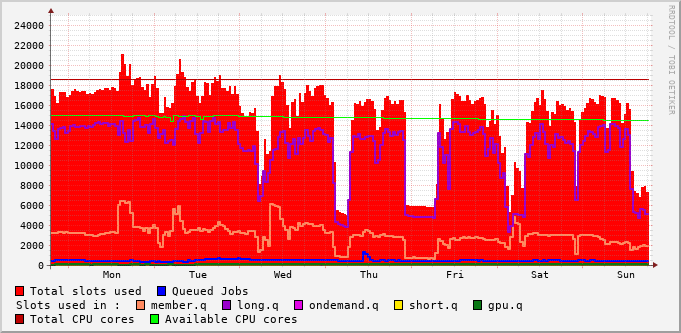 RRDTOOL / TOBI OETIKER
24000
22000
20000
18000
16000
14000
12000
10000
8000
6000
4000
2000
0
Mon Tue Wed Thu Fri Sat Sun
Total slots used Queued Jobs
Slots used in : member.q long.q ondemand.q short.q gpu.q
Total CPU cores Available CPU cores